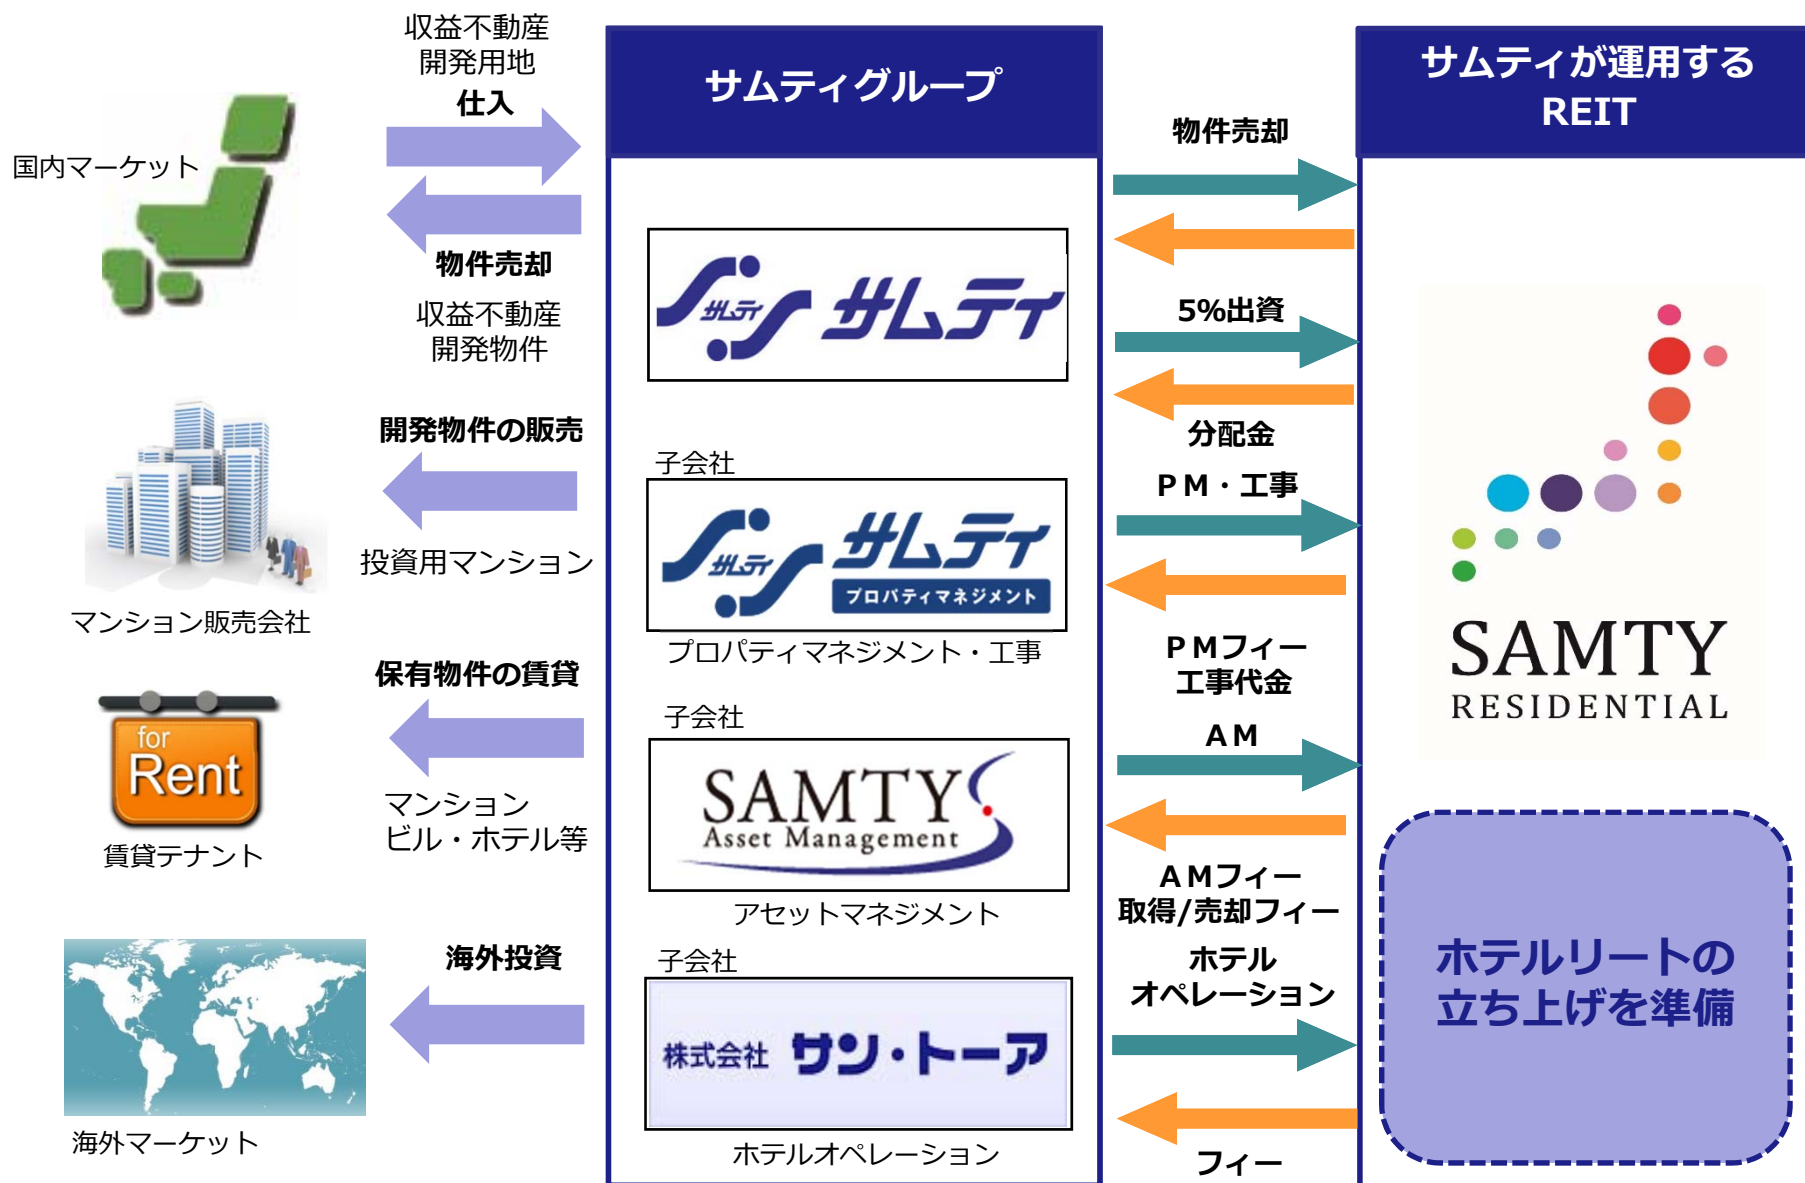 収益不動産
開発用地
仕入
国内マーケット
物件売却
収益不動産
開発物件
開発物件の販売
投資用マンション
マンション販売会社
保有物件の賃貸
for
Rent
マンション
ビル・ホテル等
賃貸テナント
海外投資
海外マーケット
サムティグループ
サムティ
サムティ
子会社
サムティ
サムティ
プロパティマネジメント
プロパティマネジメント・工事
子会社
SAMTY
Asset Management
アセットマネジメント
子会社
株式会社 サン・トーア
ホテルオペレーション
物件売却
5%出資
分配金
ＰＭ・工事
ＰＭフィー
工事代金
ＡＭ
ＡＭフィー
取得/売却フィー
ホテル
オペレーション
フィー
サムティが運用する
REIT
SAMTY
RESIDENTIAL
ホテルリートの
立ち上げを準備